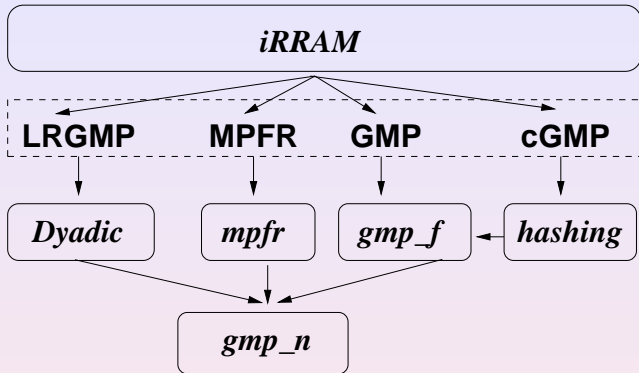 iRRAM
LRGMP MPFR GMP cGMP
Dyadic mpfr gmp_f hashing
gmp_n